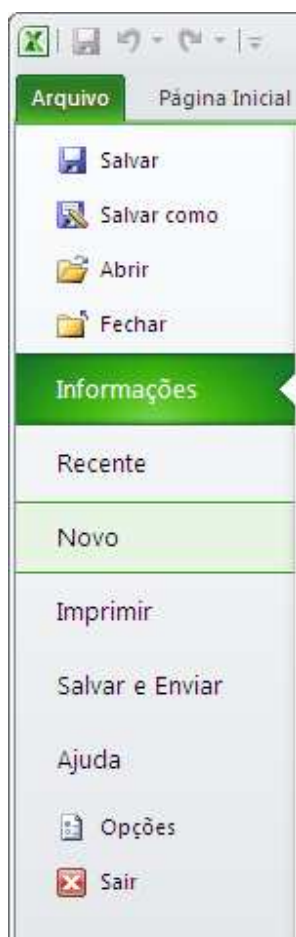 Arquivo Página Inicial
Salvar
Salvar como
Abrir
Fechar
Informações
Recente
Novo
Imprimir
Salvar e Enviar
Ajuda
Opções
Sair